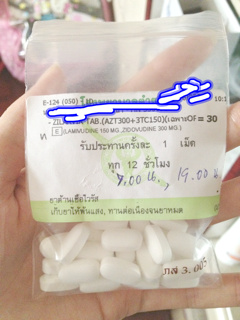 E-124 (050)
TAB.(AZT300+3TC150)(เฉพาะOF= 30
E (LAMIVUDINE 150 MG.,ZIDOVUDINE 300 MG.)
รับประทานครั้งละ 1 เม็ด
ทุก 12 ชั่วโมง
7.00 น. 19.00 น.
ยาต้านเชื้อไวรัส
เก็บยาให้พ้นแสง, ทานต่อเนื่องจนยาหมด